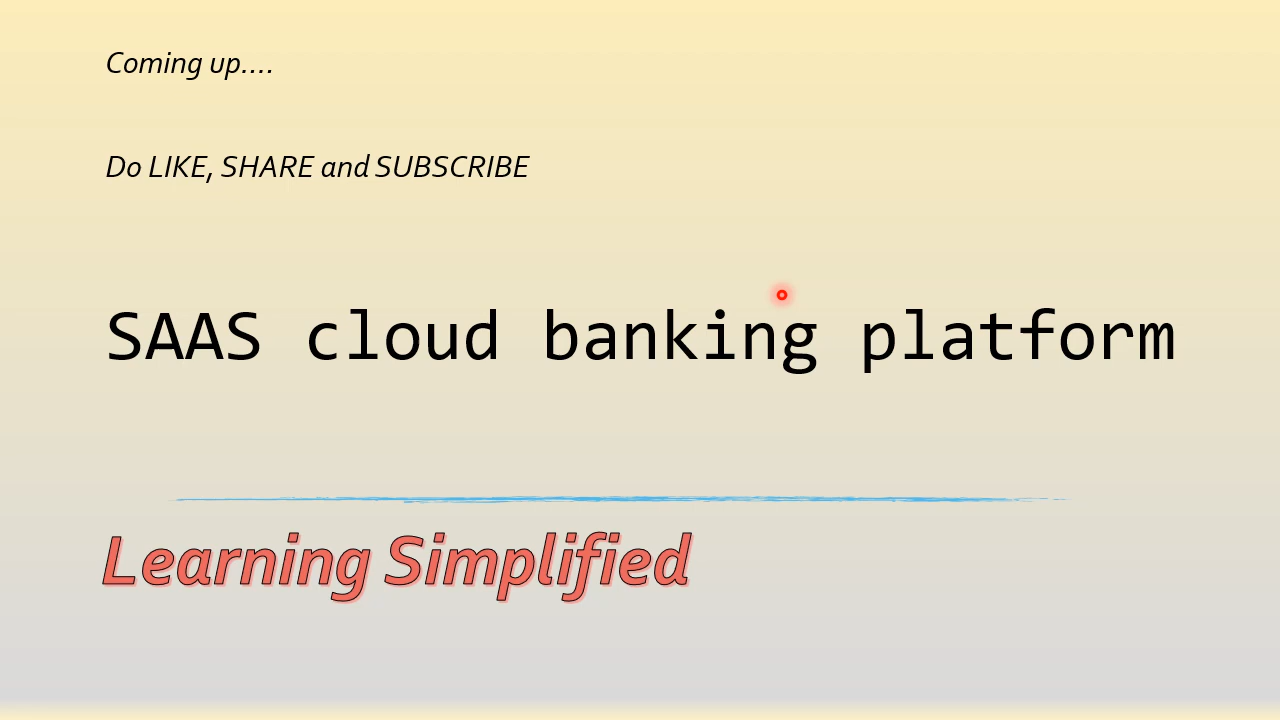 Coming up....
Do LIKE, SHARE and SUBSCRIBE
SAAS cloud banking platform
Learning Simplified